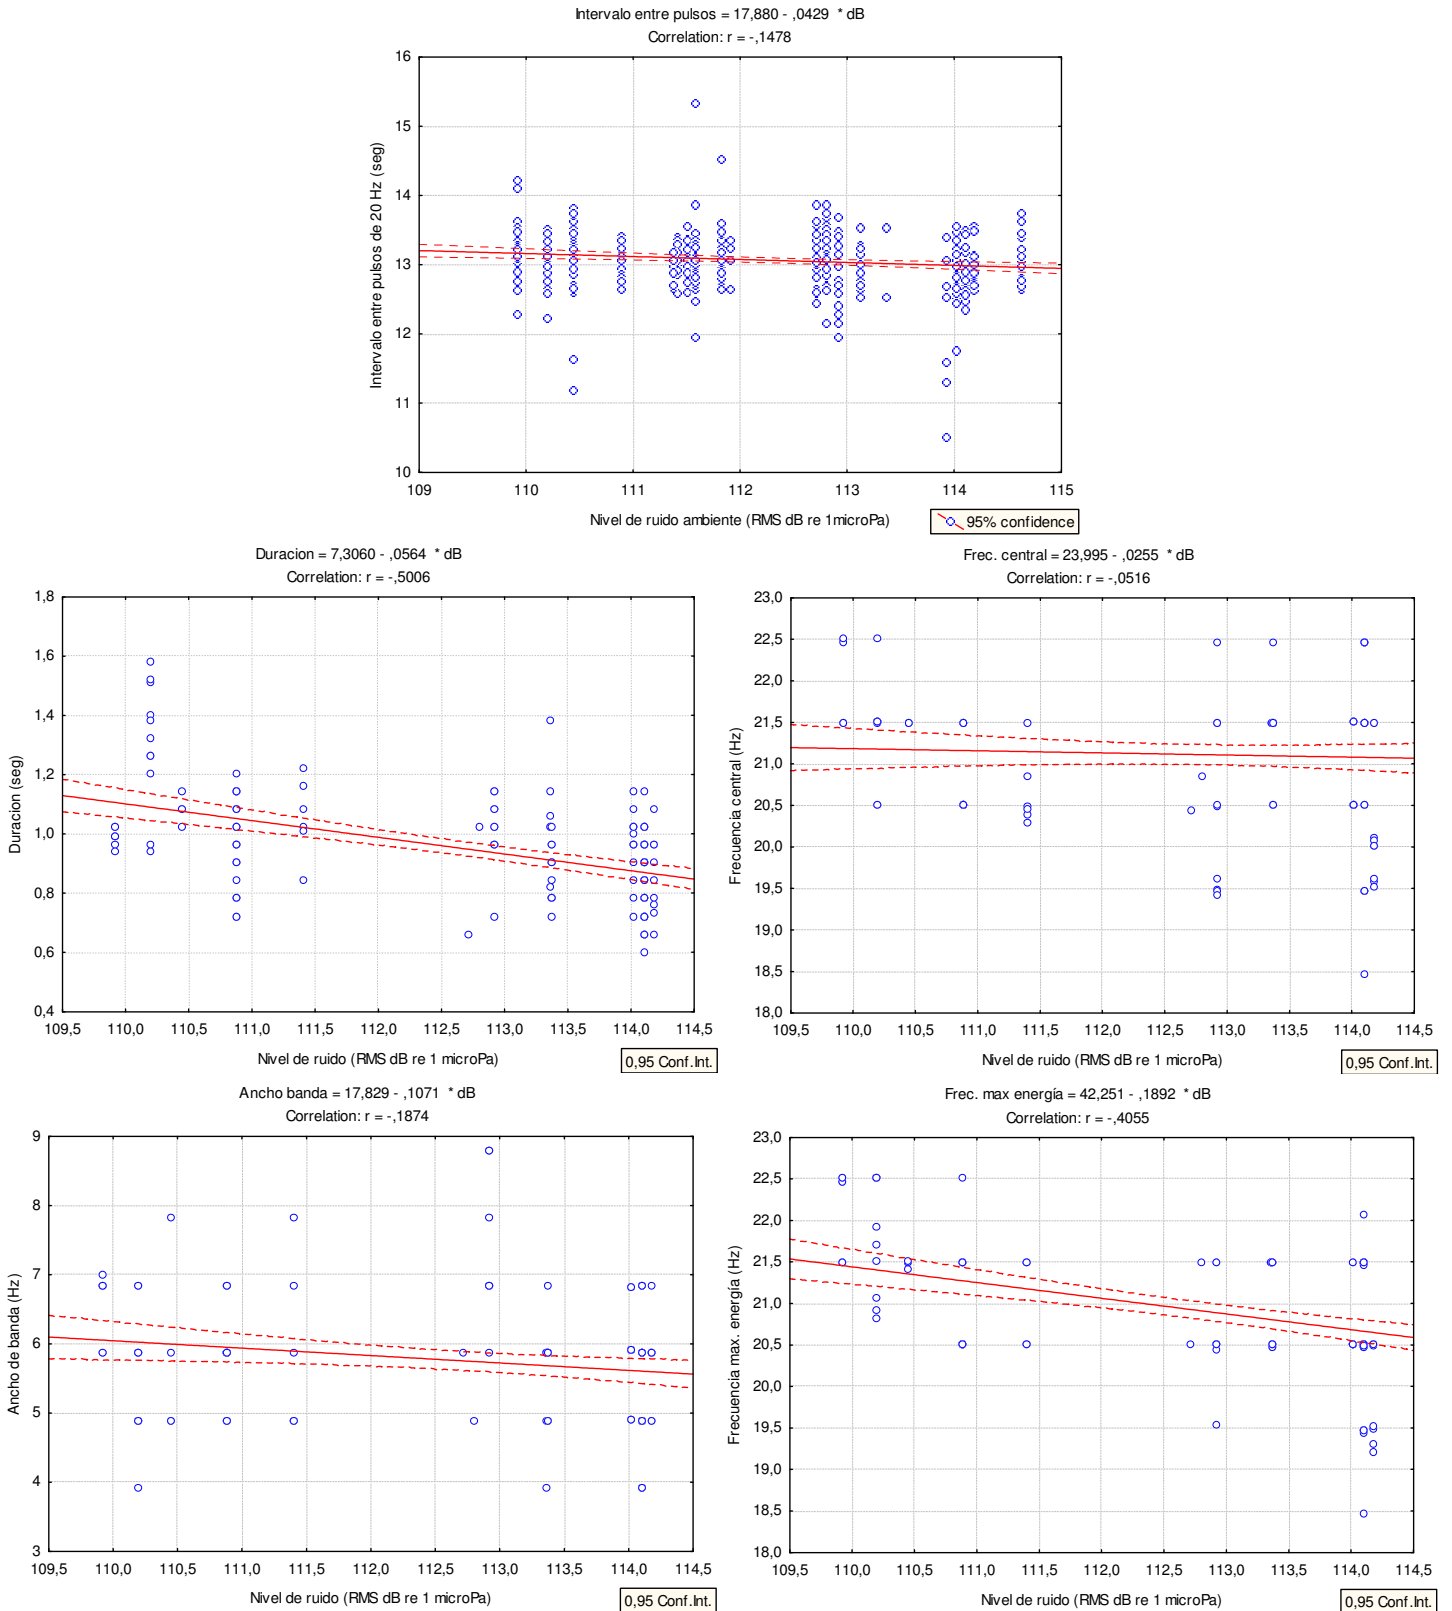 Intervalo entre pulsos = 17,880 - ,0429 * dB
Correlation: r = -,1478
16
15
14
13
12
11
10
Intervalo entre pulsos de 20 Hz (seg)
109 110 111 112 113 114 115
Nivel de ruido ambiente (RMS dB re 1microPa)
95% confidence
Duracion = 7,3060 - ,0564 * dB
Correlation: r = -,5006
1,8
1,6
1,4
1,2
1,0
0,8
0,6
0,4
Duracion (seg)
109,5 110,0 110,5 111,0 111,5 112,0 112,5 113,0 113,5 114,0 114,5
Nivel de ruido (RMS dB re 1 microPa)
0,95 Conf.Int.
Frec. central = 23,995 - ,0255 * dB
Correlation: r = -,0516
23,0
22,5
22,0
21,5
21,0
20,5
20,0
19,5
19,0
18,5
18,0
Frecuencia central (Hz)
109,5 110,0 110,5 111,0 111,5 112,0 112,5 113,0 113,5 114,0 114,5
Nivel de ruido (RMS dB re 1 microPa)
0,95 Conf.Int.
Ancho banda = 17,829 - ,1071 * dB
Correlation: r = -,1874
9
8
7
6
5
4
3
Ancho de banda (Hz)
109,5 110,0 110,5 111,0 111,5 112,0 112,5 113,0 113,5 114,0 114,5
Nivel de ruido (RMS dB re 1 microPa)
0,95 Conf.Int.
Frec. max energía = 42,251 - ,1892 * dB
Correlation: r = -,4055
23,0
22,5
22,0
21,5
21,0
20,5
20,0
19,5
19,0
18,5
18,0
Frecuencia max. energía (Hz)
109,5 110,0 110,5 111,0 111,5 112,0 112,5 113,0 113,5 114,0 114,5
Nivel de ruido (RMS dB re 1 microPa)
0,95 Conf.Int.